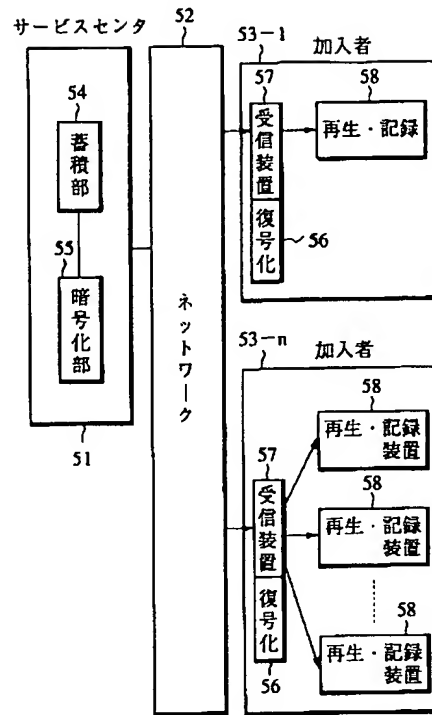 サービスセンタ
54
蓄積部
55
暗号化部
51
52
ネットワーク
53-1
加入者
57
受信装置
復号化
56
58
再生・記録
53-n
加入者
57
受信装置
復号化
56
58
再生・記録
装置
58
再生・記録
装置
58
再生・記録
装置